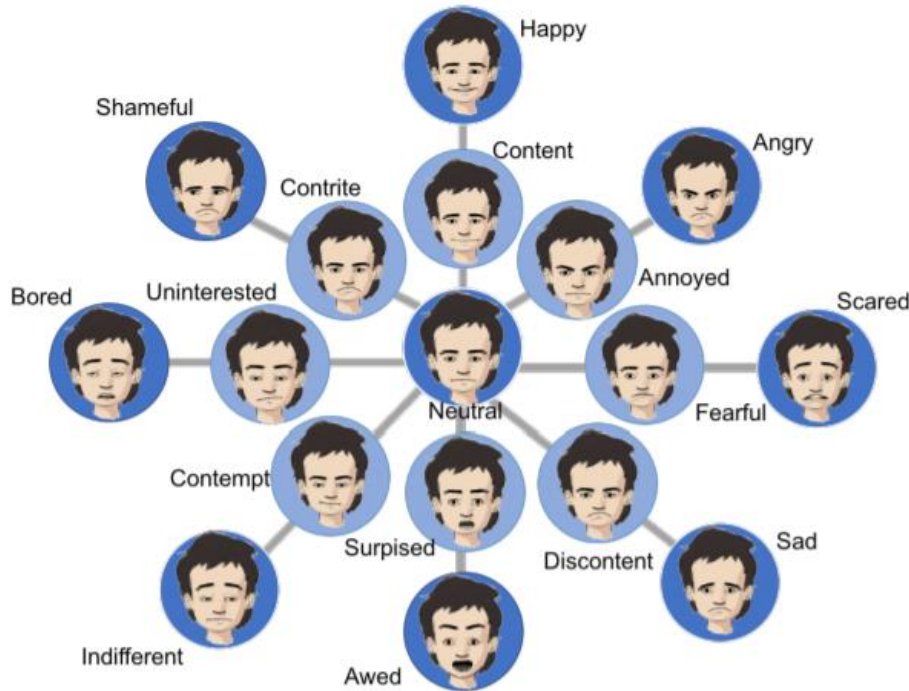 Happy
Shameful
Content
Angry
Contrite
Annoyed
Bored
Uninterested
Scared
Neutral
Fearful
Contempt
Surpised
Discontent
Sad
Indifferent
Awed